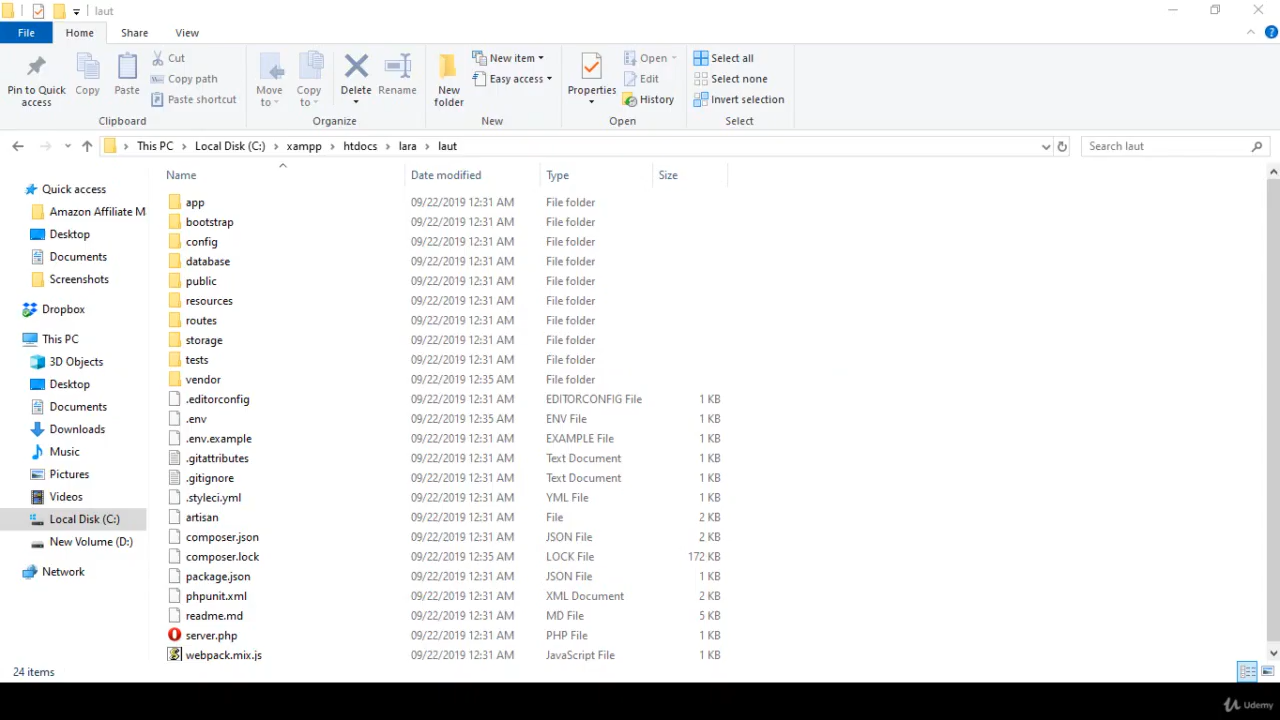 laut
File Home Share View
Pin to Quick access
Copy
Paste
Cut
Copy path
Paste shortcut
Clipboard
Move to
Copy to
Delete
Rename
Organize
New folder
New item
Easy access
New
Properties
Open
Edit
History
Open
Select all
Select none
Invert selection
Select
This PC Local Disk (C:) xampp htdocs lara laut
Search laut
Quick access
Amazon Affiliate M
Desktop
Documents
Screenshots
Dropbox
This PC
3D Objects
Desktop
Documents
Downloads
Music
Pictures
Videos
Local Disk (C:)
New Volume (D:)
Network
Name Date modified Type Size
app 09/22/2019 12:31 AM File folder
bootstrap 09/22/2019 12:31 AM File folder
config 09/22/2019 12:31 AM File folder
database 09/22/2019 12:31 AM File folder
public 09/22/2019 12:31 AM File folder
resources 09/22/2019 12:31 AM File folder
routes 09/22/2019 12:31 AM File folder
storage 09/22/2019 12:31 AM File folder
tests 09/22/2019 12:31 AM File folder
vendor 09/22/2019 12:35 AM File folder
.editorconfig 09/22/2019 12:31 AM EDITORCONFIG File 1 KB
.env 09/22/2019 12:35 AM ENV File 1 KB
.env.example 09/22/2019 12:31 AM EXAMPLE File 1 KB
.gitattributes 09/22/2019 12:31 AM Text Document 1 KB
.gitignore 09/22/2019 12:31 AM Text Document 1 KB
.styleci.yml 09/22/2019 12:31 AM YML File 1 KB
artisan 09/22/2019 12:31 AM File 2 KB
composer.json 09/22/2019 12:31 AM JSON File 2 KB
composer.lock 09/22/2019 12:35 AM LOCK File 172 KB
package.json 09/22/2019 12:31 AM JSON File 1 KB
phpunit.xml 09/22/2019 12:31 AM XML Document 2 KB
readme.md 09/22/2019 12:31 AM MD File 5 KB
server.php 09/22/2019 12:31 AM PHP File 1 KB
webpack.mix.js 09/22/2019 12:31 AM JavaScript File 1 KB
24 items
Udemy